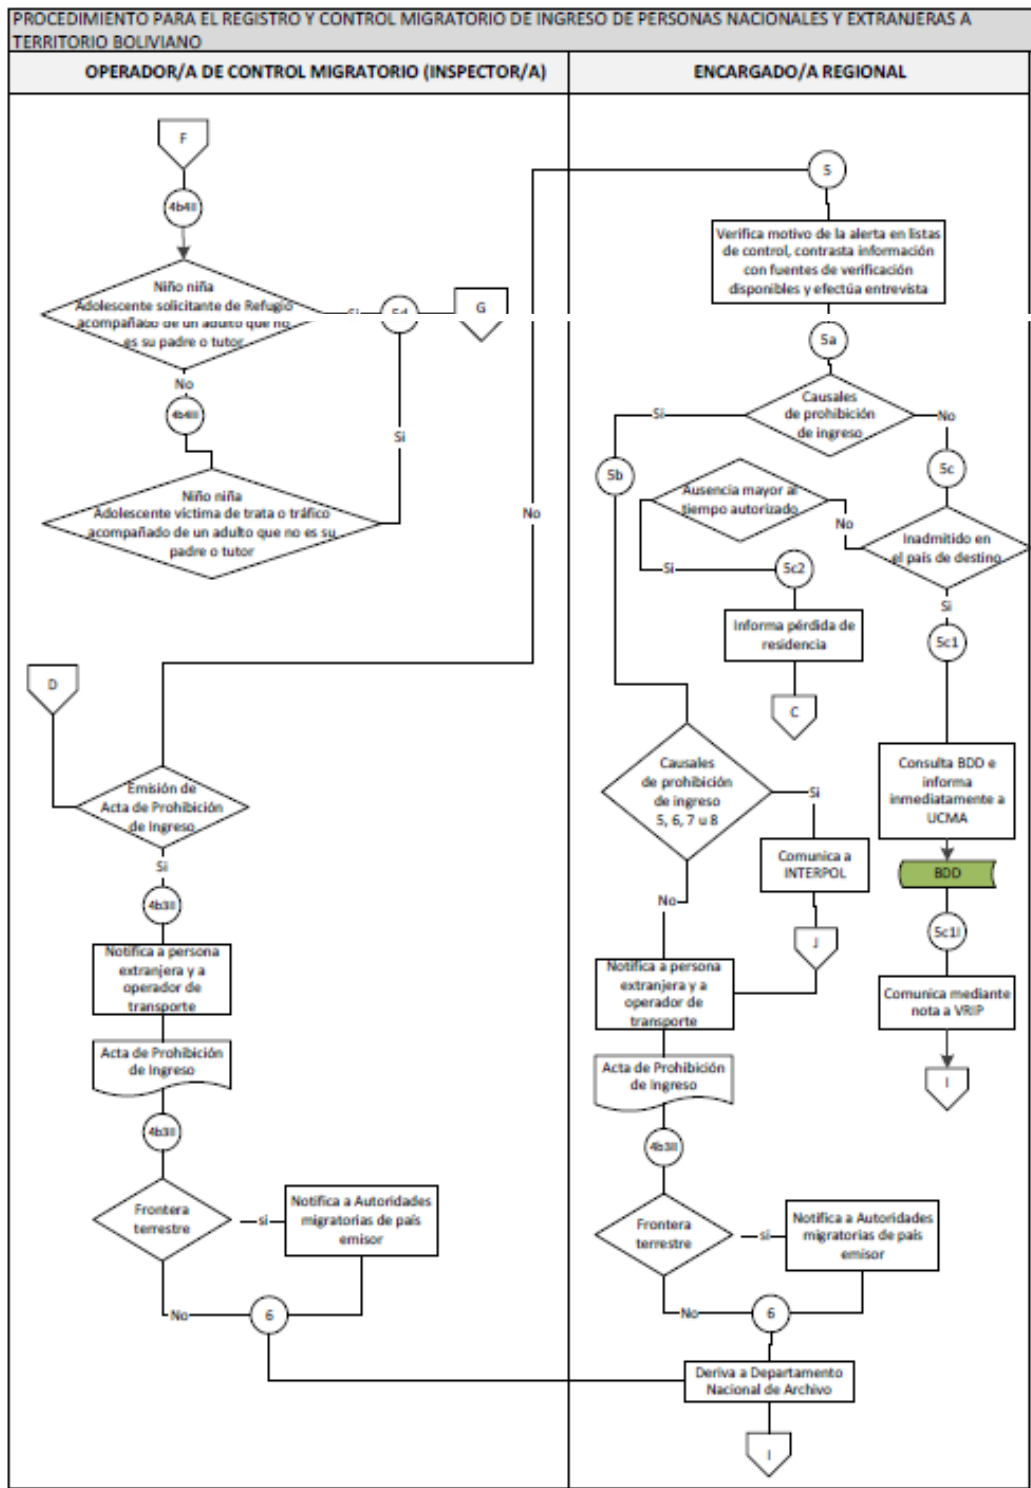 PROCEDIMIENTO PARA EL REGISTRO Y CONTROL MIGRATORIO DE INGRESO DE PERSONAS NACIONALES Y EXTRANJERAS A
TERRITORIO BOLIVIANO
OPERADOR/A DE CONTROL MIGRATORIO (INSPECTOR/A)
F
4b4II
Niño niña
Adolescente solicitante de Refugio
acompañado de un adulto que no
es su padre o tutor
Si
5d
G
No
4b4III
Si
Niño niña
Adolescente víctima de trata o tráfico
acompañado de un adulto que no es su
padre o tutor
No
D
Emisión de
Acta de Prohibición
de Ingreso
Si
4b3II
Notifica a persona
extranjera y a
operador de
transporte
Acta de Prohibición
de Ingreso
4b3II
Frontera
terrestre
si
Notifica a Autoridades
migratorias de país
emisor
No
6
ENCARGADO/A REGIONAL
5
Verifica motivo de la alerta en listas
de control, contrasta información
con fuentes de verificación
disponibles y efectúa entrevista
5a
Causales
de prohibición
de ingreso
Si
No
5b
5c
Ausencia mayor al
tiempo autorizado
No
Inadmitido en
el país de destino
Si
5c2
Si
Informa pérdida de
residencia
5c1
C
Causales
de prohibición
de ingreso
5, 6, 7 u 8
Si
Consulta BDD e
informa
inmediatamente a
UCMA
Comunica a
INTERPOL
BDD
No
J
5c1I
Notifica a persona
extranjera y a
operador de
transporte
Comunica mediante
nota a VRIP
Acta de Prohibición
de Ingreso
I
4b3II
Frontera
terrestre
si
Notifica a Autoridades
migratorias de país
emisor
No
6
Deriva a Departamento
Nacional de Archivo
I